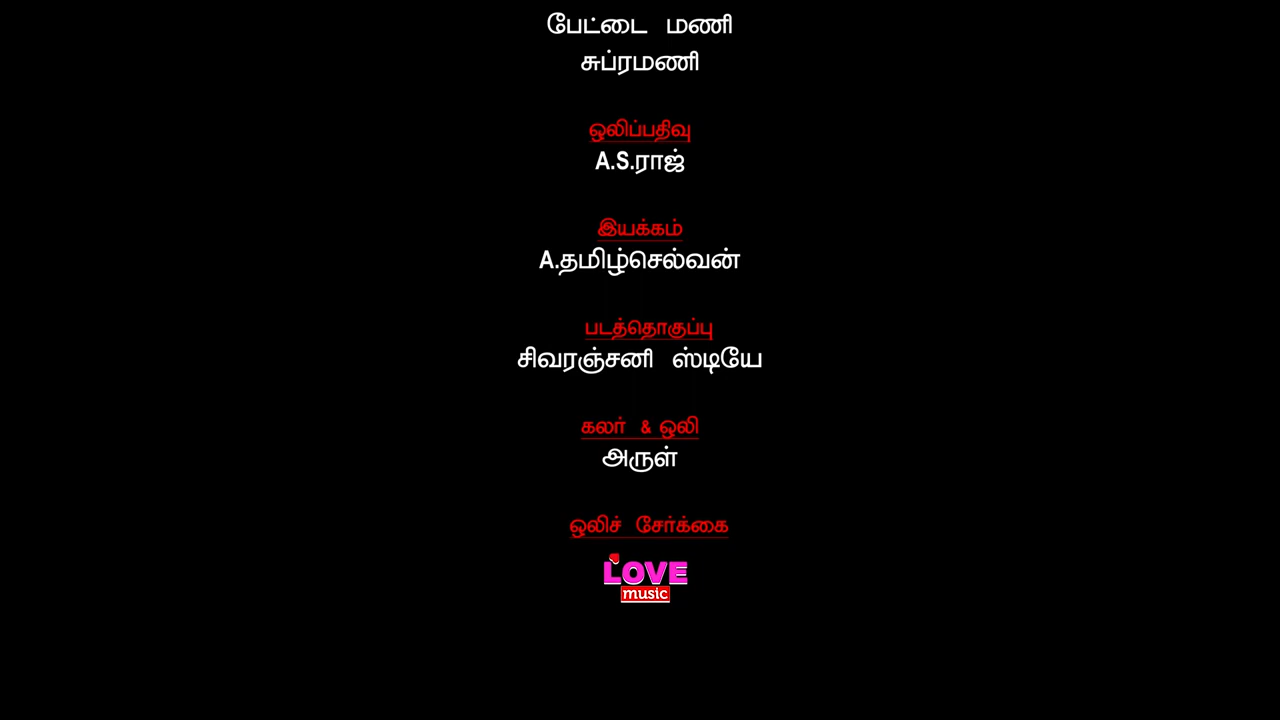 பேட்டை மணி
சுப்ரமணி
ஒலிப்பதிவு
A.S.ராஜ்
இயக்கம்
A.தமிழ்செல்வன்
படத்தொகுப்பு
சிவரஞ்சனி ஸ்டியே
கலர் & ஒலி
அருள்
ஒலிச் சேர்க்கை
LOVE
music